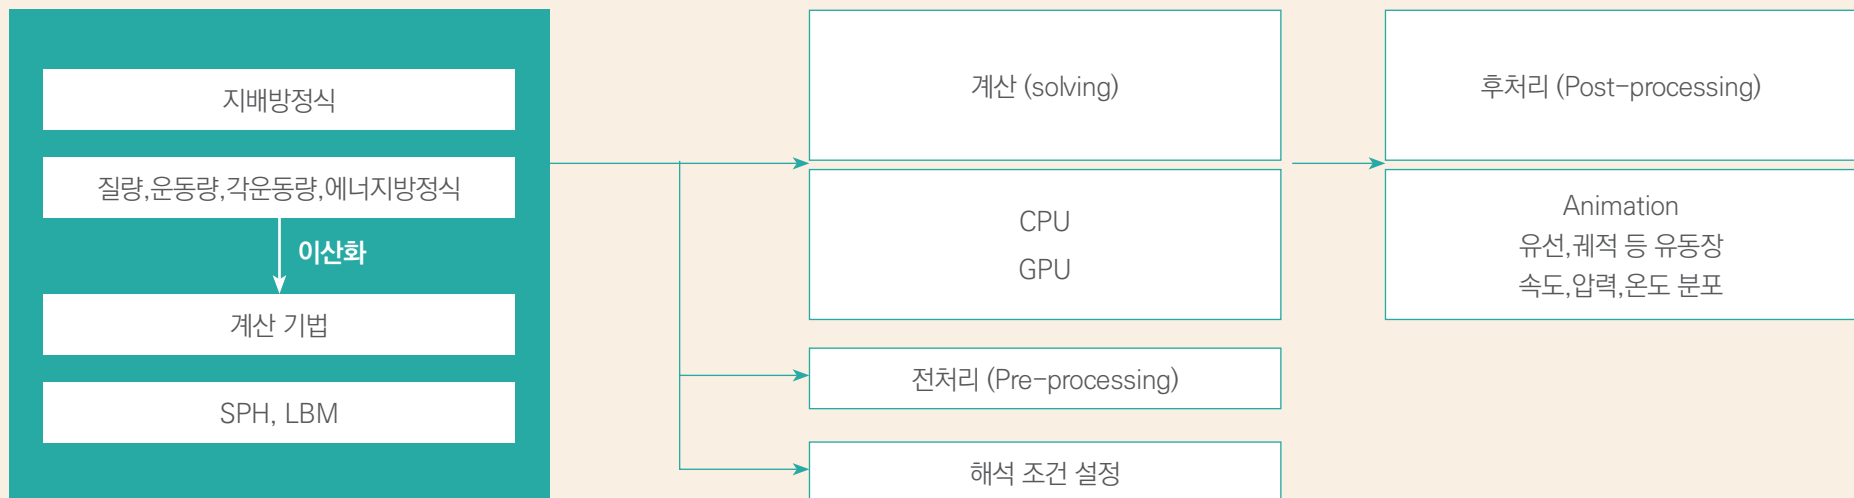 지배방정식
질량,운동량,각운동량,에너지방정식
이산화
계산 기법
SPH, LBM
계산 (solving)
CPU
GPU
전처리 (Pre-processing)
해석 조건 설정
후처리 (Post-processing)
Animation
유선,궤적 등 유동장
속도,압력,온도 분포